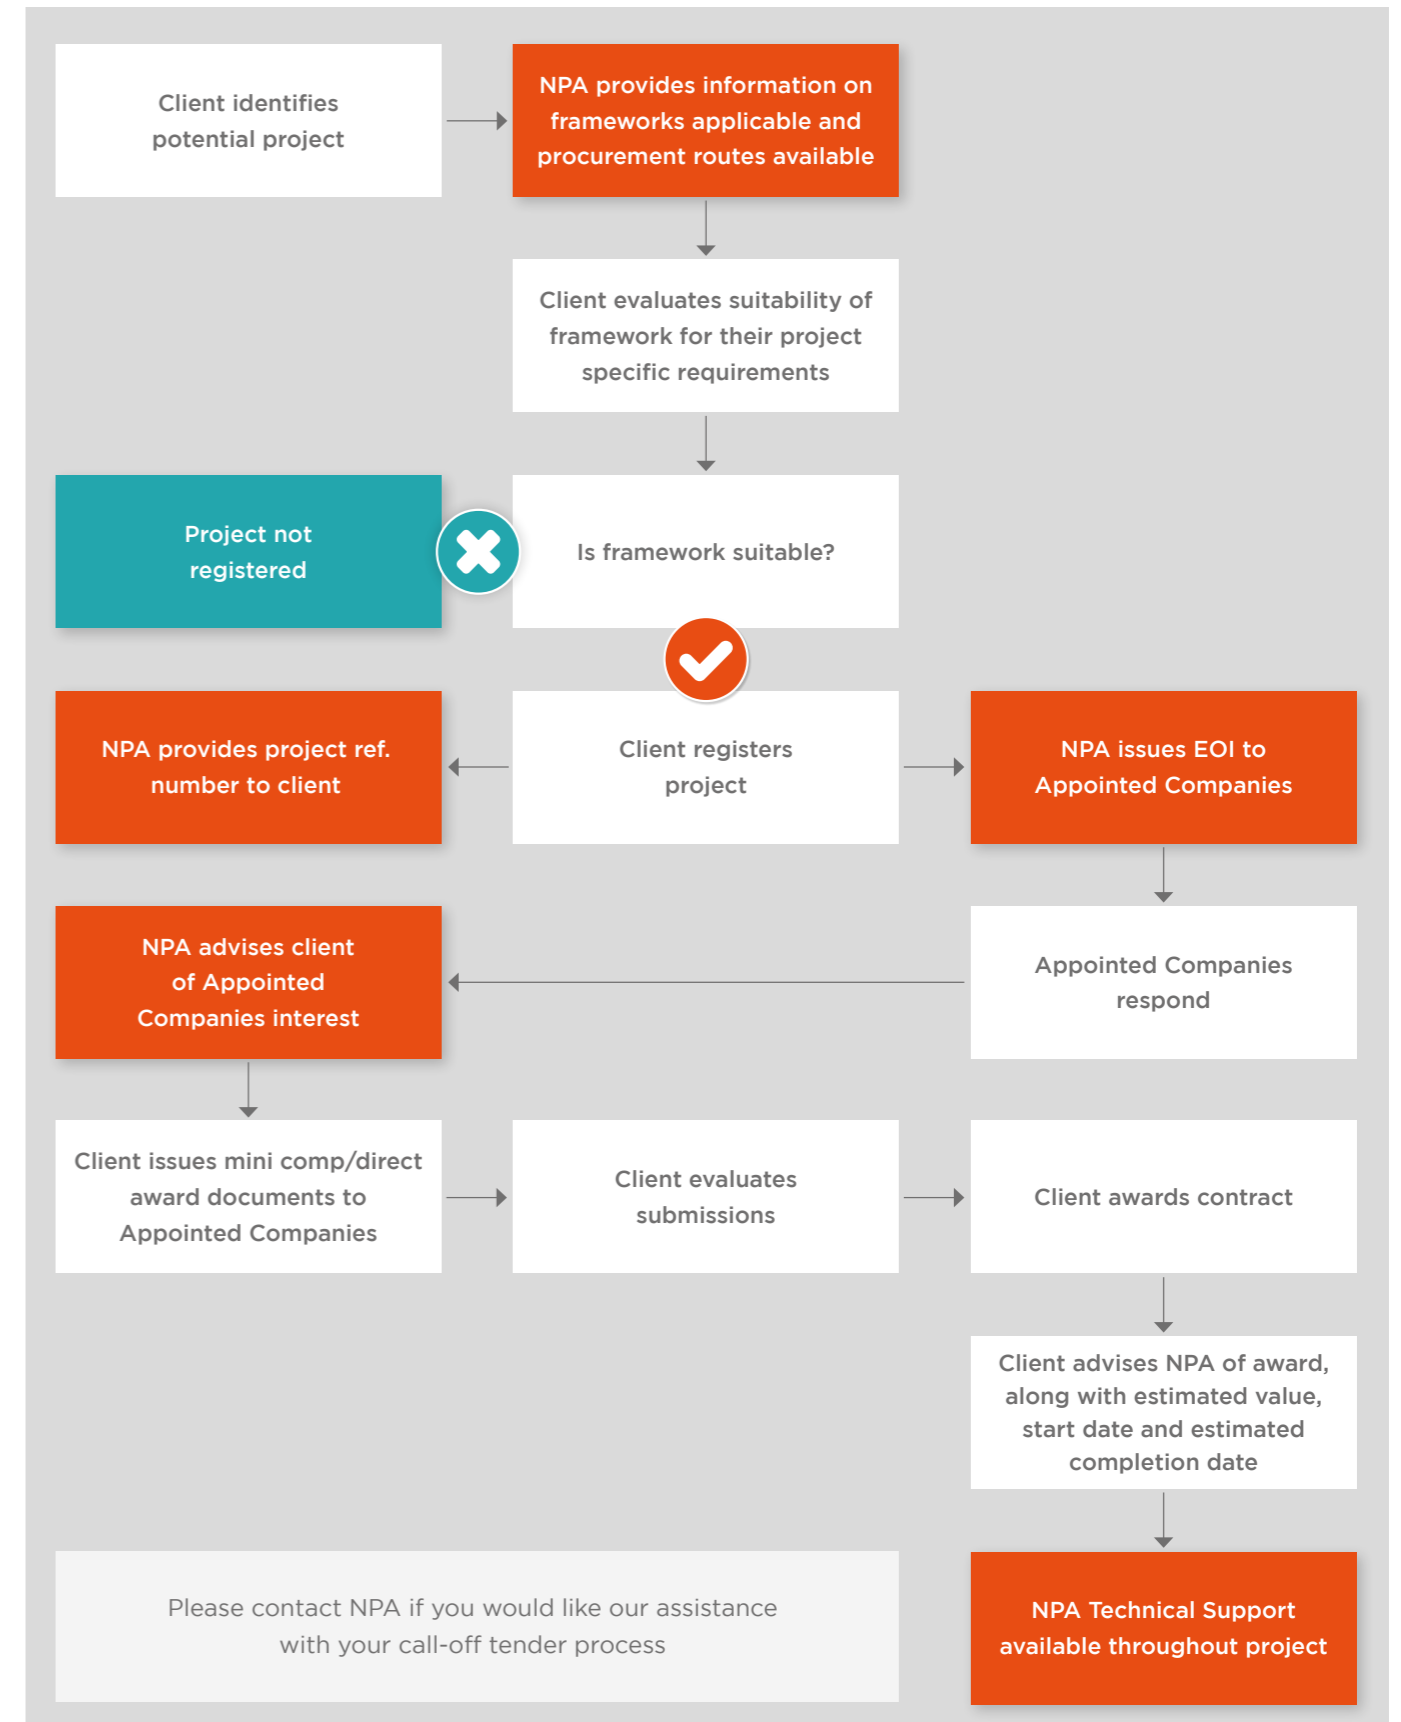 Client identifies
potential project
NPA provides information on
frameworks applicable and
procurement routes available
Client evaluates suitability of
framework for their project
specific requirements
Project not
registered
Is framework suitable?
NPA provides project ref.
number to client
Client registers
project
NPA issues EOI to
Appointed Companies
NPA advises client
of Appointed
Companies interest
Appointed Companies
respond
Client issues mini comp/direct
award documents to
Appointed Companies
Client evaluates
submissions
Client awards contract
Client advises NPA of award,
along with estimated value,
start date and estimated
completion date
Please contact NPA if you would like our assistance
with your call-off tender process
NPA Technical Support
available throughout project